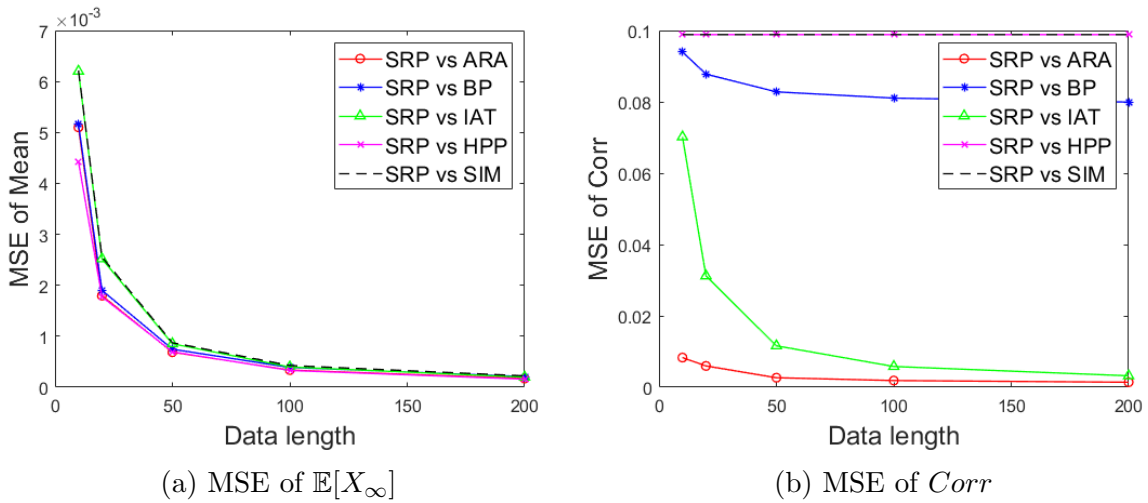 ×10⁻³
7
6
5
4
3
2
1
0
MSE of Mean
0 50 100 150 200
Data length
SRP vs ARA
SRP vs BP
SRP vs IAT
SRP vs HPP
SRP vs SIM
(a) MSE of 𝔼[X∞]
0.1
0.08
0.06
0.04
0.02
0
MSE of Corr
0 50 100 150 200
Data length
SRP vs ARA
SRP vs BP
SRP vs IAT
SRP vs HPP
SRP vs SIM
(b) MSE of Corr